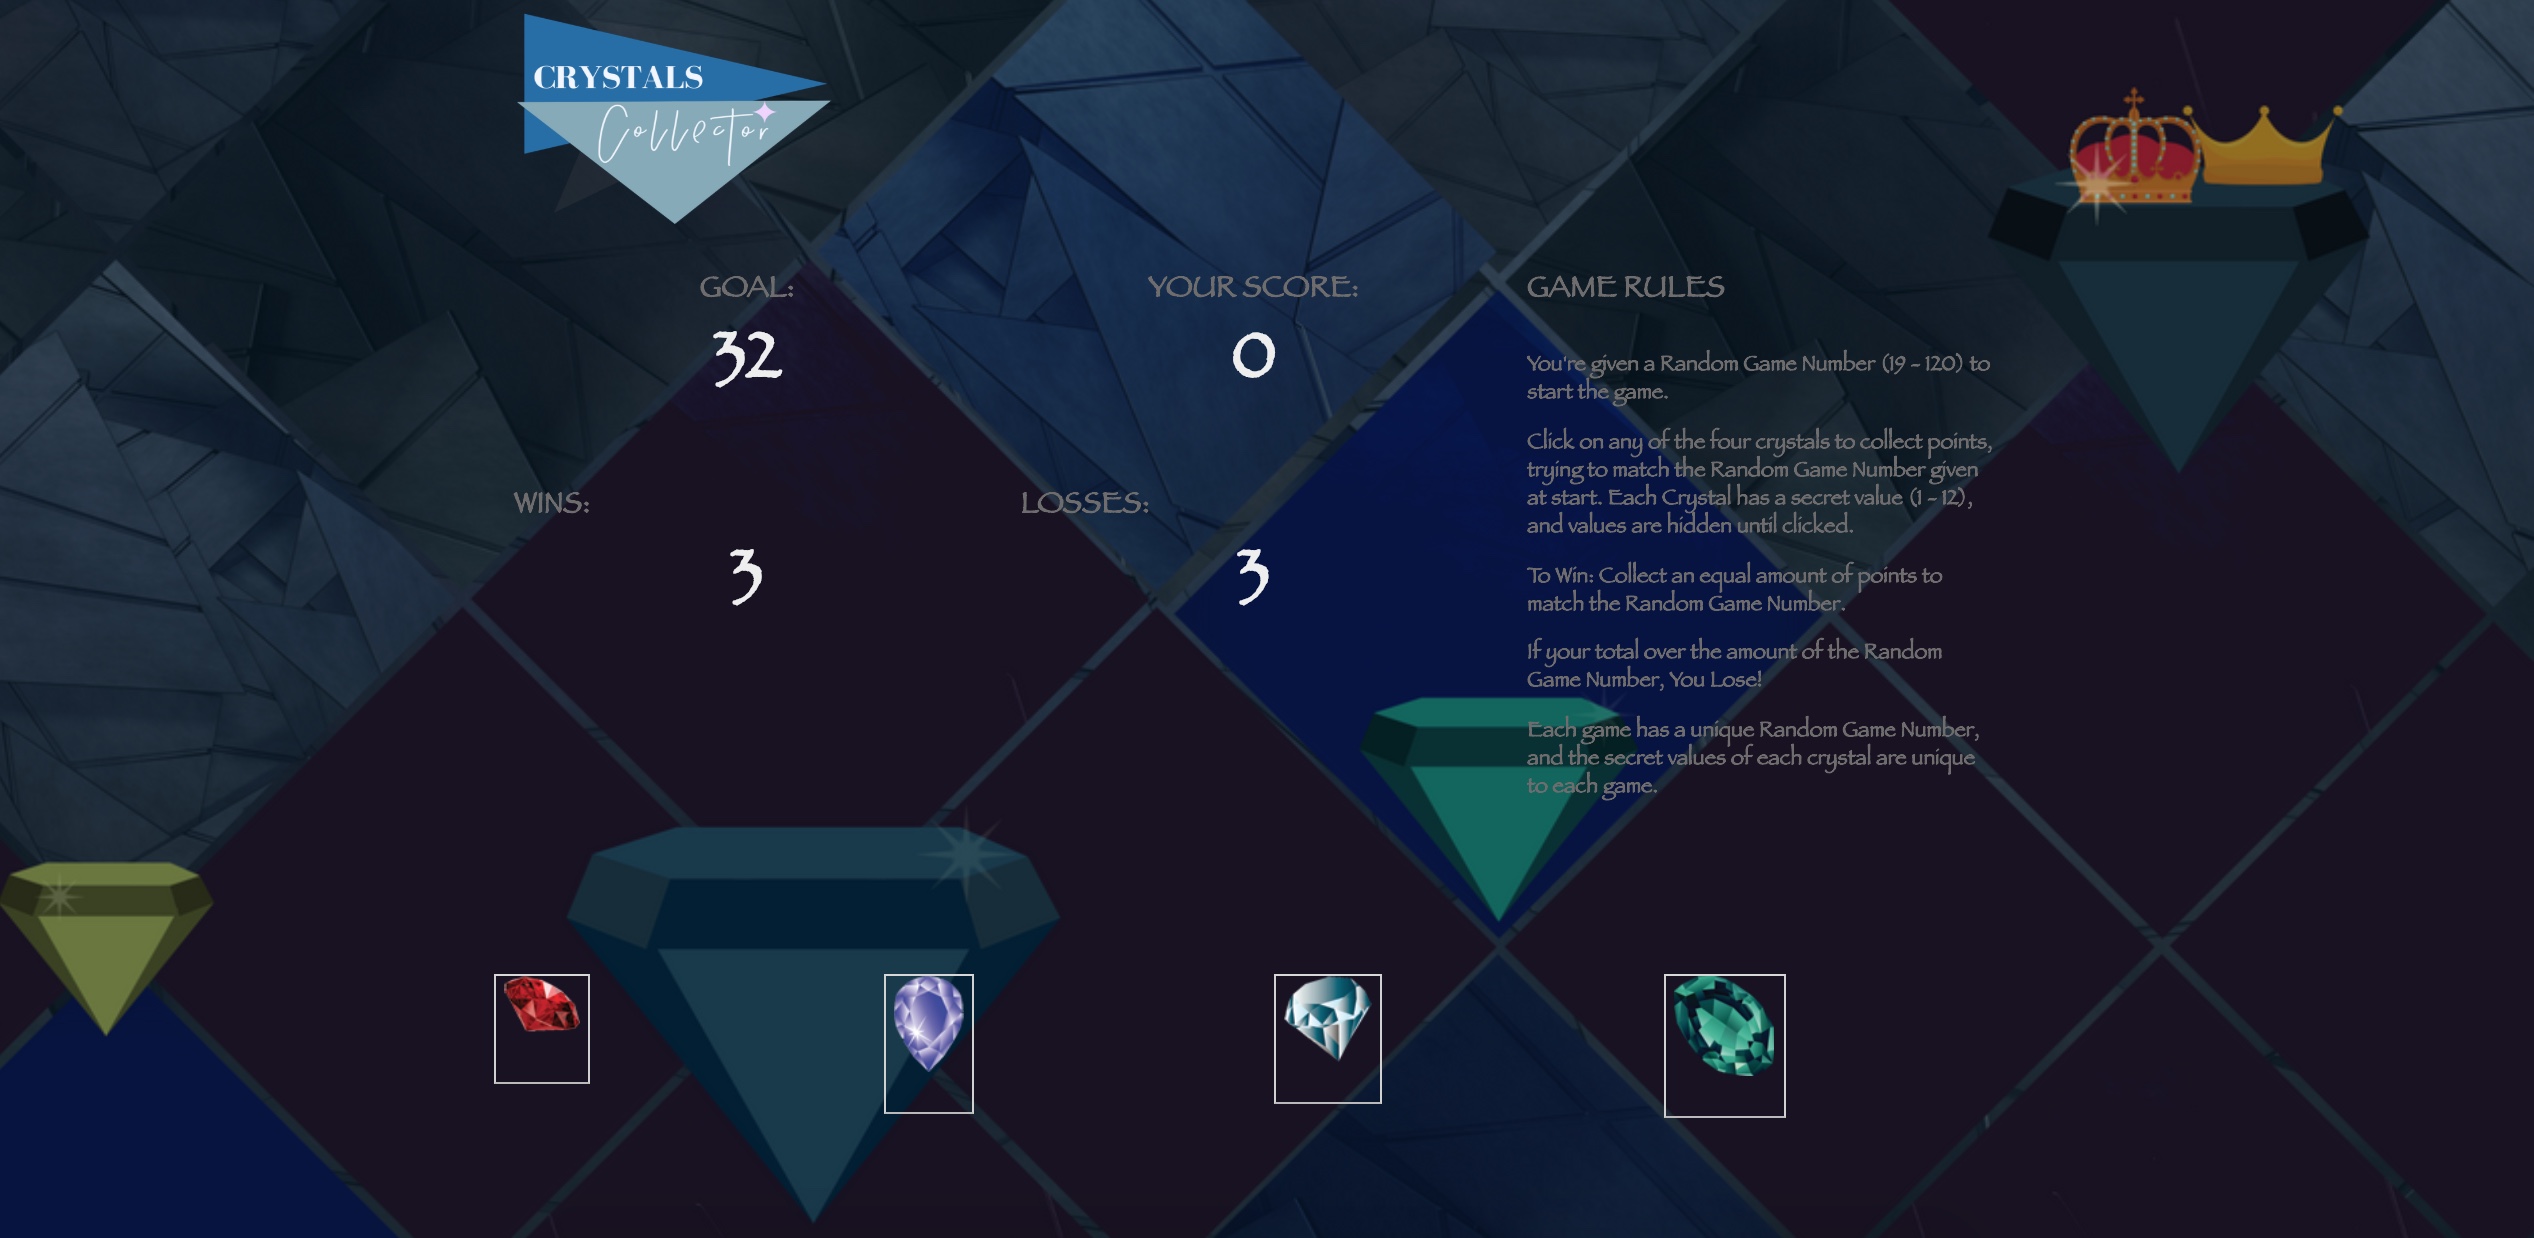 CRYSTALS
Collector
GOAL:
32
YOUR SCORE:
0
WINS:
3
LOSSES:
3
GAME RULES
You're given a Random Game Number (19 - 120) to
start the game.
Click on any of the four crystals to collect points,
trying to match the Random Game Number given
at start. Each Crystal has a secret value (1 - 12),
and values are hidden until clicked.
To Win: Collect an equal amount of points to
match the Random Game Number.
If your total over the amount of the Random
Game Number, You Lose!
Each game has a unique Random Game Number,
and the secret values of each crystal are unique
to each game.